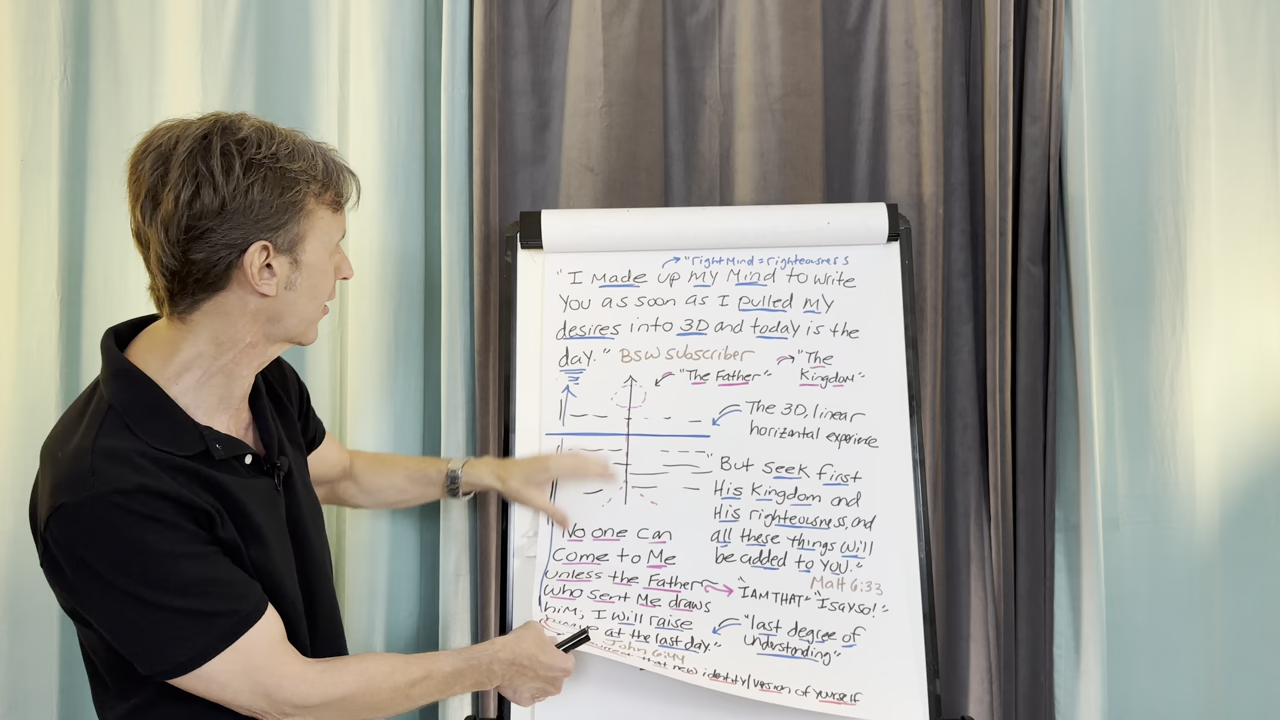 "rightMind = righteousness
"I Made up My Mind to write
You as soon as I pulled my
desires into 3D and today is the
day." BSW subscriber
"The Father"
"The
Kingdom"
The 3D, linear
horizontal experience
"But seek first
His Kingdom and
His righteousness, and
all these things will
be added to you."
Matt 6:33
No one can
Come to Me
unless the Father
who sent Me draws
him; I will raise
at the last day."
John 6:44
"I AM THAT" "I say so!"
"last degree of
Understanding"
that new identity/version of yourself